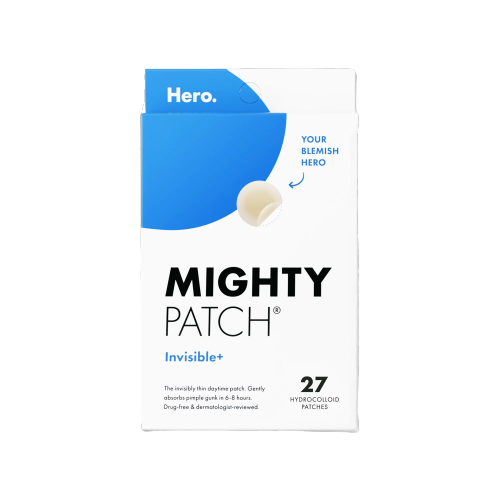 Hero.
YOUR
BLEMISH
HERO
MIGHTY
PATCH®
Invisible+
The invisibly thin daytime patch. Gently
absorbs pimple gunk in 6-8 hours.
Drug-free & dermatologist-reviewed.
27
HYDROCOLLOID
PATCHES